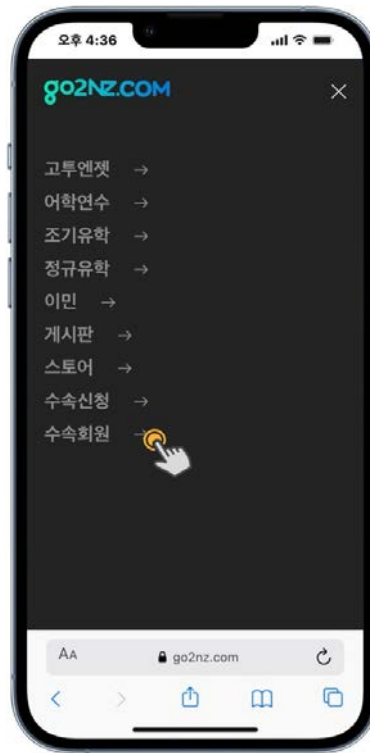 오후 4:36
go2NZ.COM
고투엔젯 →
어학연수 →
조기유학 →
정규유학 →
이민 →
게시판 →
스토어 →
수속신청 →
수속회원 →
AA go2nz.com